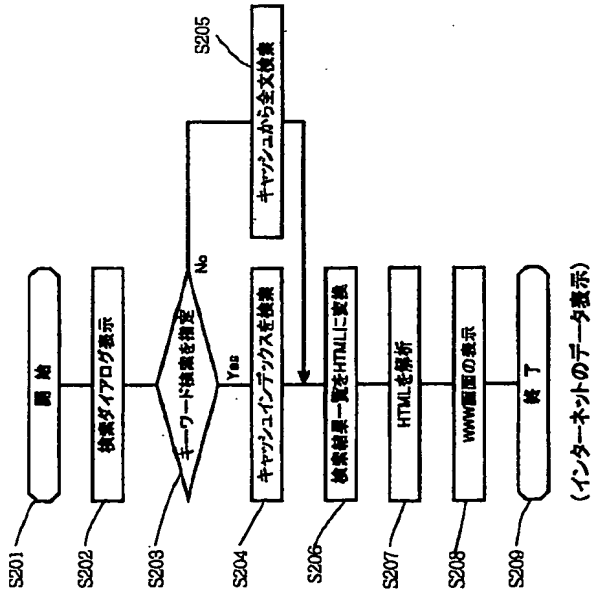 S201
開 始
S202
検索ダイアログ表示
S203
キーワード検索を指定
No
Yes
S204
キャッシュインデックスを検索
S205
キャッシュから全文検索
S206
検索結果一覧をHTMLに変換
S207
HTMLを解析
S208
WWW画面の表示
S209
終 了
(インターネットのデータ表示)